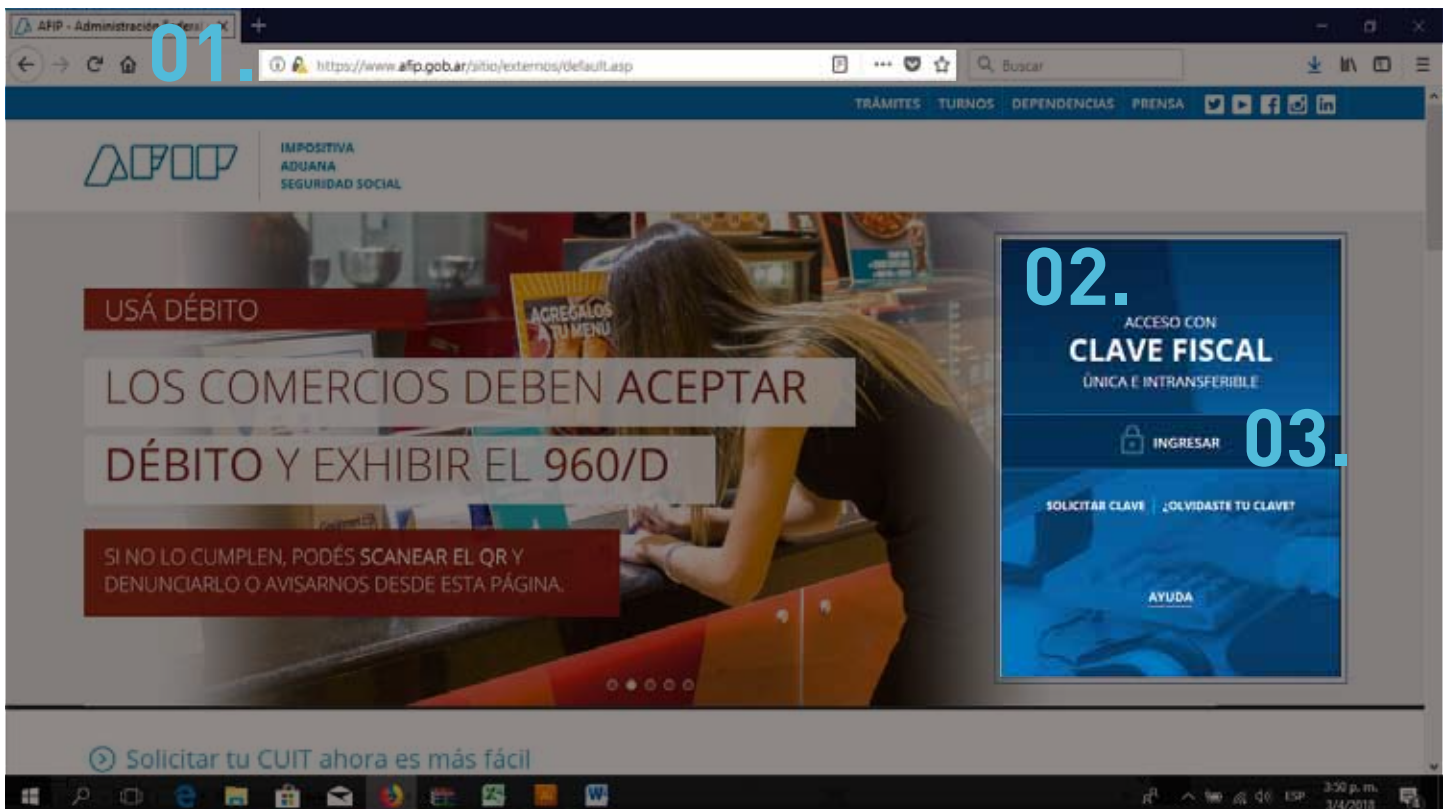 AFIP - Administración Federal
01.
https://www.afip.gob.ar/sitio/externos/default.asp
Buscar
TRÁMITES TURNOS DEPENDENCIAS PRENSA
AFIP
IMPOSITIVA
ADUANA
SEGURIDAD SOCIAL
AGREGALOS
TU MENÚ
USÁ DÉBITO
LOS COMERCIOS DEBEN ACEPTAR
DÉBITO Y EXHIBIR EL 960/D
SI NO LO CUMPLEN, PODÉS SCANEAR EL QR Y
DENUNCIARLO O AVISARNOS DESDE ESTA PÁGINA.
02.
ACCESO CON
CLAVE FISCAL
ÚNICA E INTRANSFERIBLE
INGRESAR
03.
SOLICITAR CLAVE | ¿OLVIDASTE TU CLAVE?
AYUDA
Solicitar tu CUIT ahora es más fácil
ESP
3:50 p. m.
3/4/2018